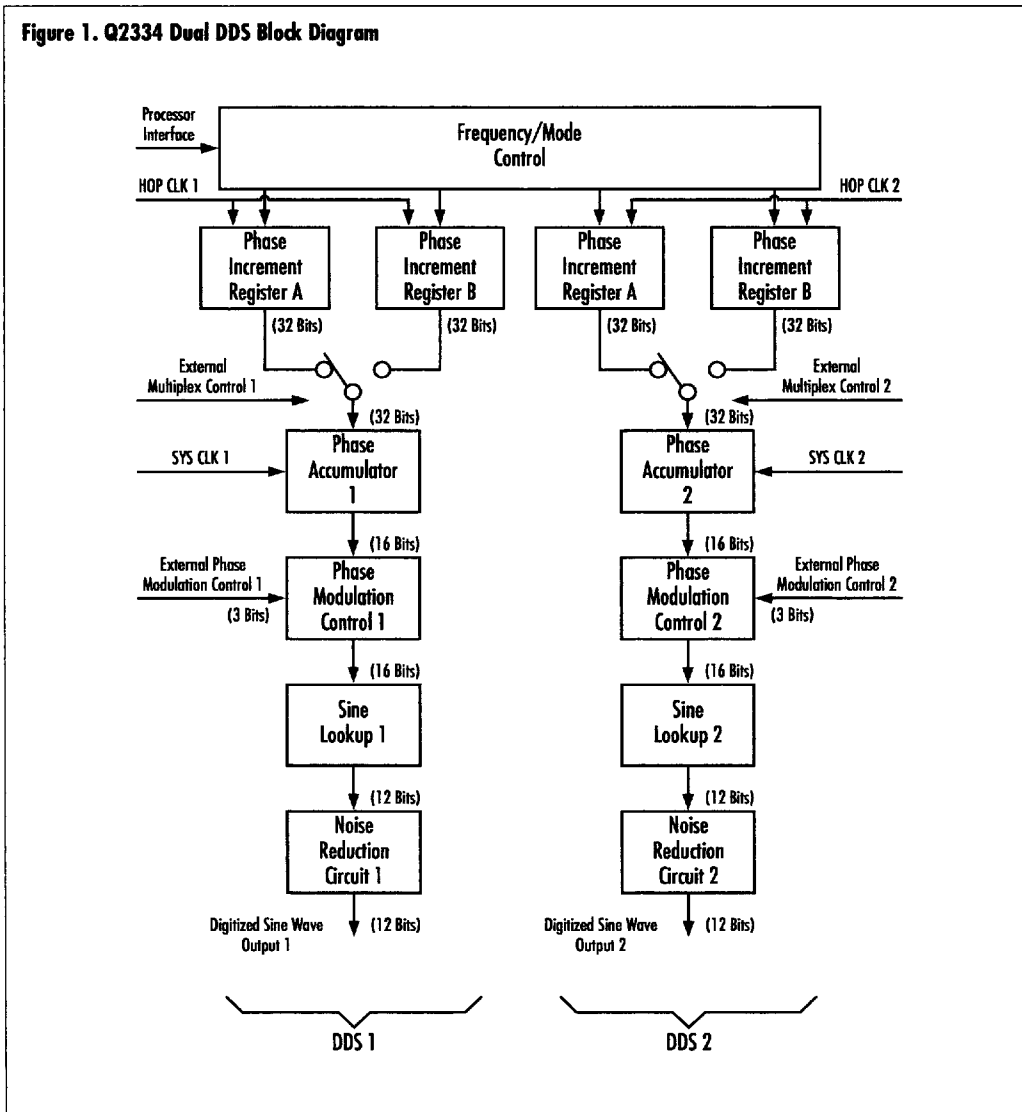 Figure 1. Q2334 Dual DDS Block Diagram
Processor
Interface
Frequency/Mode
Control
HOP CLK 1
HOP CLK 2
Phase
Increment
Register A
Phase
Increment
Register B
Phase
Increment
Register A
Phase
Increment
Register B
(32 Bits)
(32 Bits)
(32 Bits)
(32 Bits)
External
Multiplex Control 1
External
Multiplex Control 2
(32 Bits)
(32 Bits)
SYS CLK 1
Phase
Accumulator
1
Phase
Accumulator
2
SYS CLK 2
(16 Bits)
(16 Bits)
External Phase
Modulation Control 1
(3 Bits)
Phase
Modulation
Control 1
Phase
Modulation
Control 2
External Phase
Modulation Control 2
(3 Bits)
(16 Bits)
(16 Bits)
Sine
Lookup 1
Sine
Lookup 2
(12 Bits)
(12 Bits)
Noise
Reduction
Circuit 1
Noise
Reduction
Circuit 2
Digitized Sine Wave
Output 1
(12 Bits)
Digitized Sine Wave
Output 2
(12 Bits)
DDS 1
DDS 2